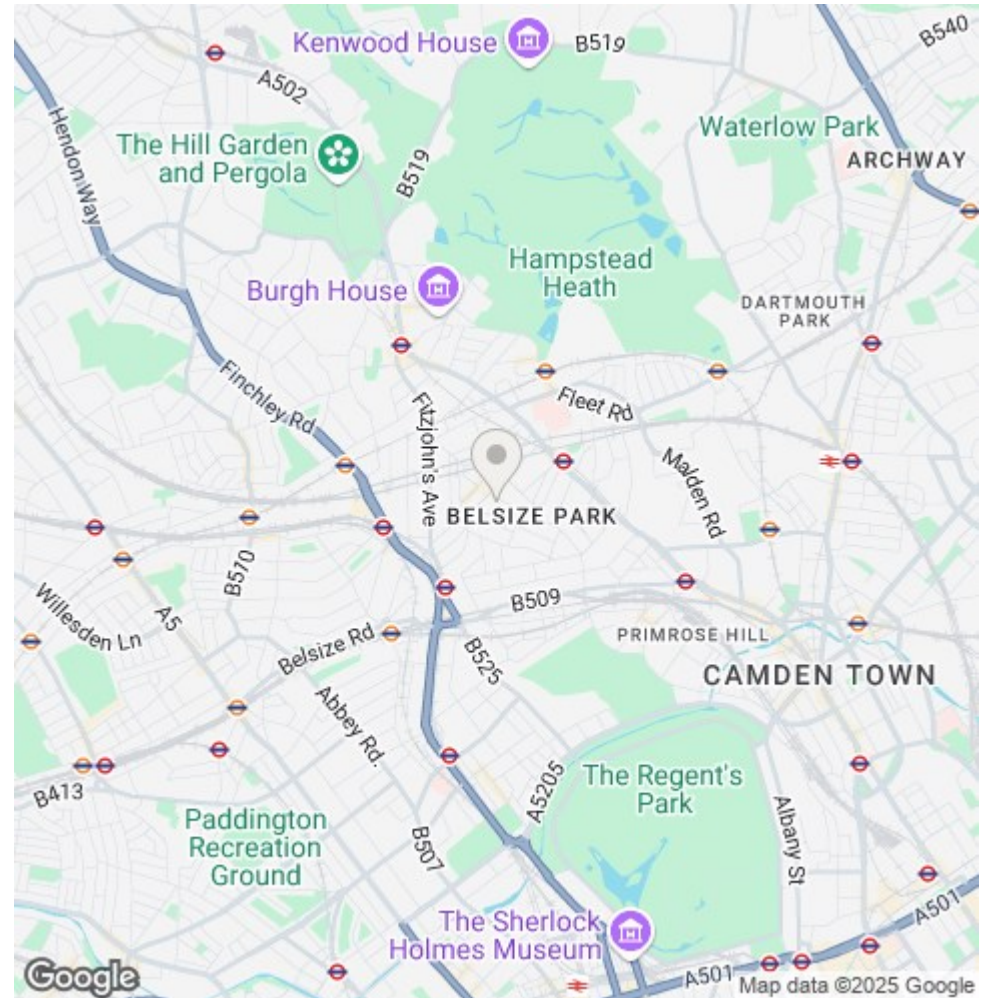 Kenwood House
B519
B540
A502
Hendon Way
The Hill Garden
and Pergola
B519
Waterlow Park
ARCHWAY
Hampstead
Heath
Burgh House
DARTMOUTH
PARK
Finchley Rd
Fitzjohn's Ave
Fleet Rd
Malden Rd
BELSIZE PARK
B570
Willesden Ln
A5
B509
Belsize Rd
PRIMROSE HILL
B525
CAMDEN TOWN
Abbey Rd.
The Regent's
Park
A5205
B413
Paddington
Recreation
Ground
B507
Albany St
The Sherlock
Holmes Museum
A501
A501
Google
Map data ©2025 Google